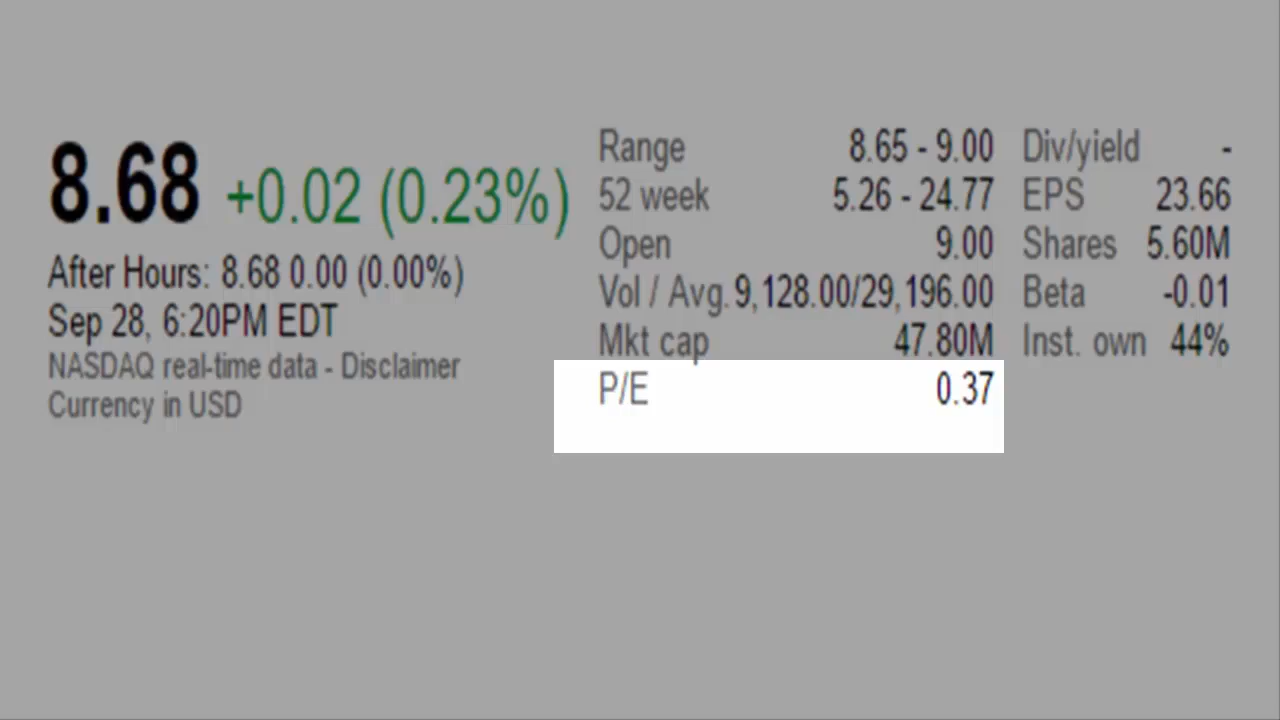 8.68 +0.02 (0.23%)
After Hours: 8.68 0.00 (0.00%)
Sep 28, 6:20PM EDT
NASDAQ real-time data - Disclaimer
Currency in USD
Range 8.65 - 9.00
52 week 5.26 - 24.77
Open 9.00
Vol / Avg. 9,128.00/29,196.00
Mkt cap 47.80M
P/E 0.37
Div/yield -
EPS 23.66
Shares 5.60M
Beta -0.01
Inst. own 44%